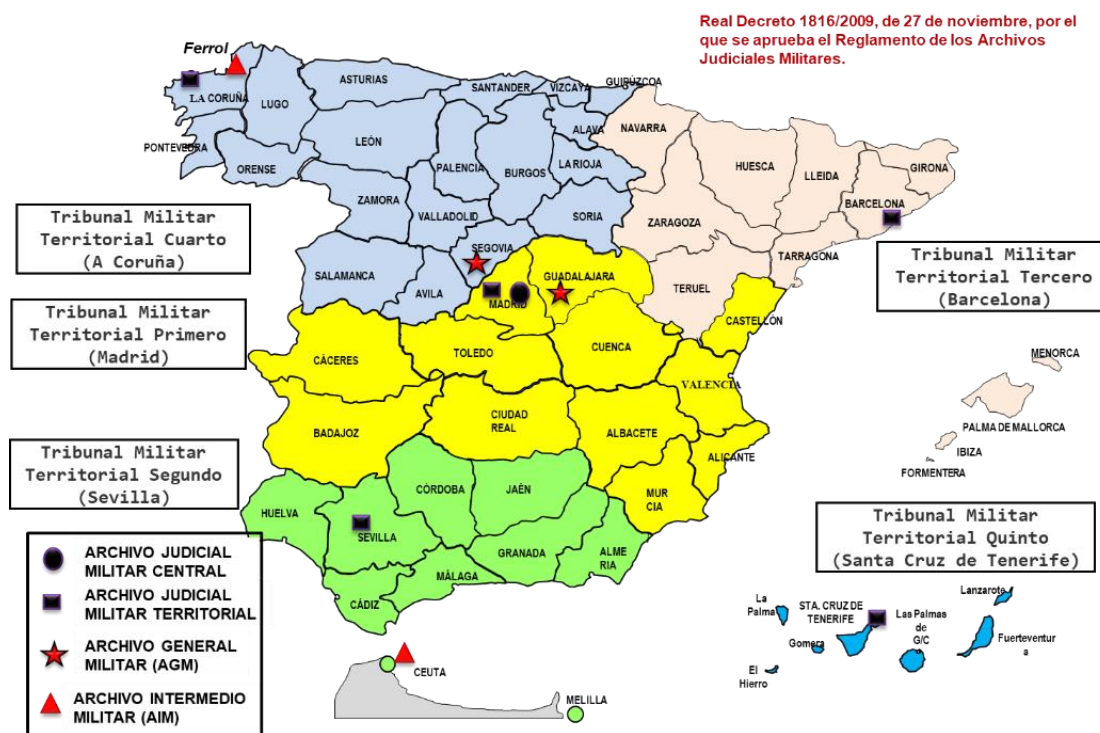 Real Decreto 1816/2009, de 27 de noviembre, por el
que se aprueba el Reglamento de los Archivos
Judiciales Militares.
Ferrol
LA CORUÑA
LUGO
ASTURIAS
SANTANDER
VÍZCAYA
GUIPÚZCOA
PONTEVEDRA
ORENSE
LEÓN
PALENCIA
BURGOS
ALAVA
LA RIOJA
NAVARRA
HUESCA
LLEIDA
GIRONA
BARCELONA
ZAMORA
VALLADOLID
SORIA
ZARAGOZA
TARRAGONA
SEGOVIA
SALAMANCA
AVILA
MADRID
GUADALAJARA
TERUEL
CASTELLÓN
CÁCERES
TOLEDO
CUENCA
VALENCIA
BADAJOZ
CIUDAD
REAL
ALBACETE
ALICANTE
MUR
CIA
HUELVA
SEVILLA
CÓRDOBA
JAÉN
GRANADA
ALME
RIA
MÁLAGA
CÁDIZ
CEUTA
MELILLA
MENORCA
PALMA DE MALLORCA
IBIZA
FORMENTERA
Tribunal Militar
Territorial Cuarto
(A Coruña)
Tribunal Militar
Territorial Primero
(Madrid)
Tribunal Militar
Territorial Segundo
(Sevilla)
Tribunal Militar
Territorial Tercero
(Barcelona)
Tribunal Militar
Territorial Quinto
(Santa Cruz de Tenerife)
La
Palma
STA. CRUZ DE
TENERIFE
Gomera
El
Hierro
Las Palmas
de
G/C
Lanzarote
Fuerteventur
a
ARCHIVO JUDICIAL
MILITAR CENTRAL
ARCHIVO JUDICIAL
MILITAR TERRITORIAL
ARCHIVO GENERAL
MILITAR (AGM)
ARCHIVO INTERMEDIO
MILITAR (AIM)